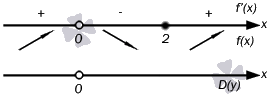 + - + f'(x)
x
0 2 f(x)
x
0 D(y)